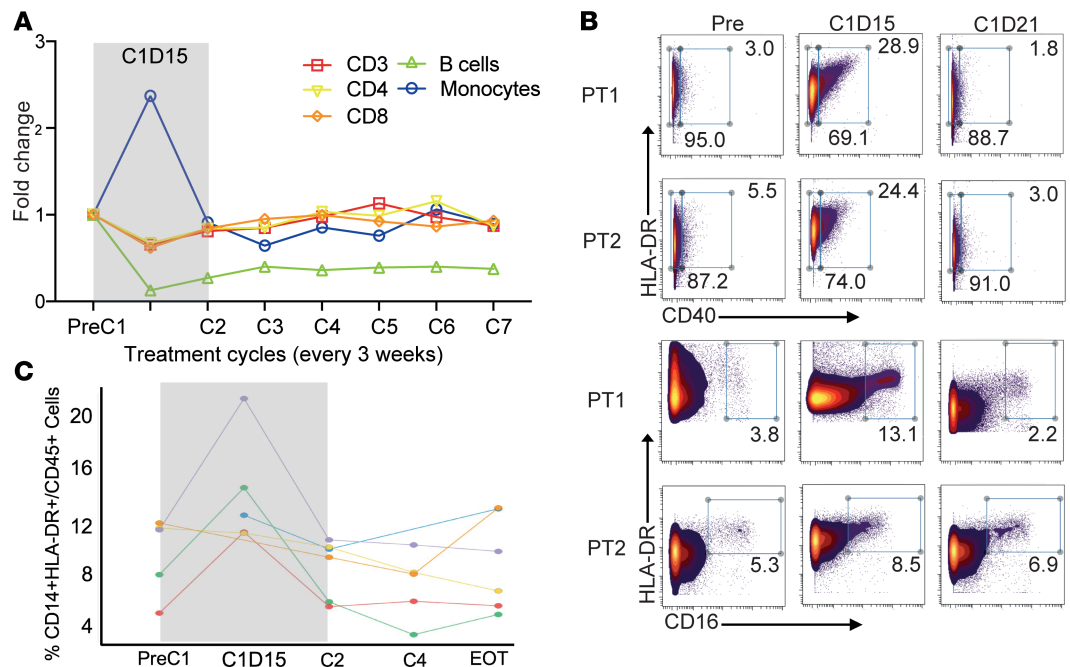 A
3
2
1
0
Fold change
C1D15
CD3
CD4
CD8
B cells
Monocytes
PreC1 C2 C3 C4 C5 C6 C7
Treatment cycles (every 3 weeks)
B
Pre C1D15 C1D21
PT1
3.0 28.9 1.8
95.0 69.1 88.7
PT2
5.5 24.4 3.0
87.2 74.0 91.0
HLA-DR
CD40
PT1
3.8 13.1 2.2
PT2
5.3 8.5 6.9
HLA-DR
CD16
C
% CD14+HLA-DR+/CD45+ Cells
20
16
12
8
4
PreC1 C1D15 C2 C4 EOT